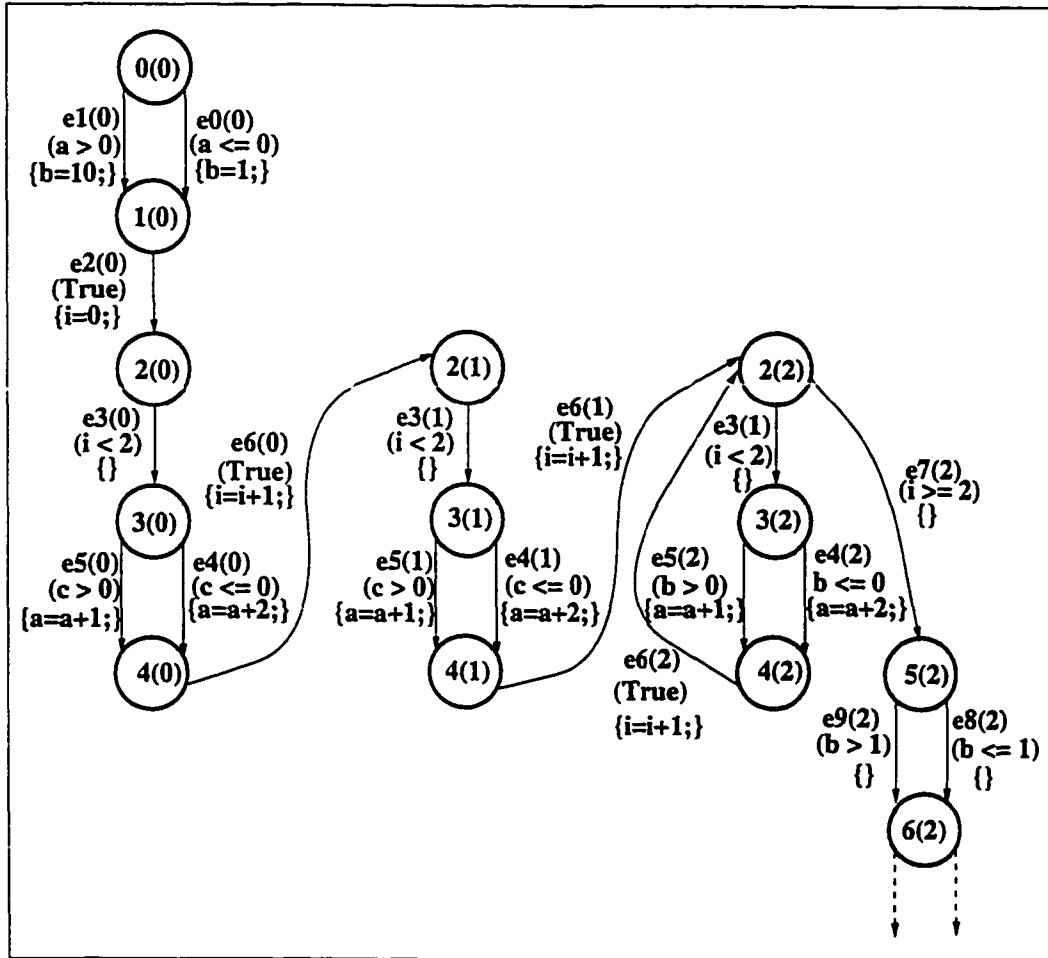 0(0)
e1(0)
(a > 0)
{b=10;}
e0(0)
(a <= 0)
{b=1;}
1(0)
e2(0)
(True)
{i=0;}
2(0)
e3(0)
(i < 2)
{}
3(0)
e5(0)
(c > 0)
{a=a+1;}
e4(0)
(c <= 0)
{a=a+2;}
4(0)
e6(0)
(True)
{i=i+1;}
2(1)
e3(1)
(i < 2)
{}
3(1)
e5(1)
(c > 0)
{a=a+1;}
e4(1)
(c <= 0)
{a=a+2;}
4(1)
e6(1)
(True)
{i=i+1;}
2(2)
e3(1)
(i < 2)
{}
3(2)
e5(2)
(b > 0)
{a=a+1;}
e4(2)
b <= 0
{a=a+2;}
4(2)
e6(2)
(True)
{i=i+1;}
e7(2)
(i >= 2)
{}
5(2)
e9(2)
(b > 1)
{}
e8(2)
(b <= 1)
{}
6(2)